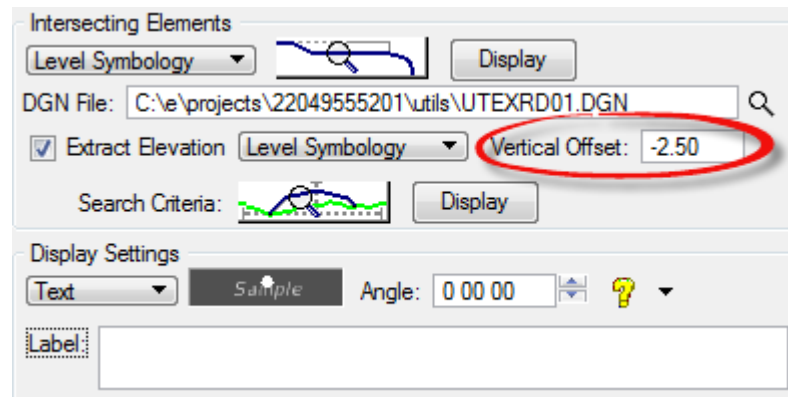 Intersecting Elements
Level Symbology Display
DGN File: C:\e\projects\22049555201\utils\UTEXRD01.DGN
Extract Elevation Level Symbology Vertical Offset: -2.50
Search Criteria: Display
Display Settings
Text Sample Angle: 0 00 00
Label: